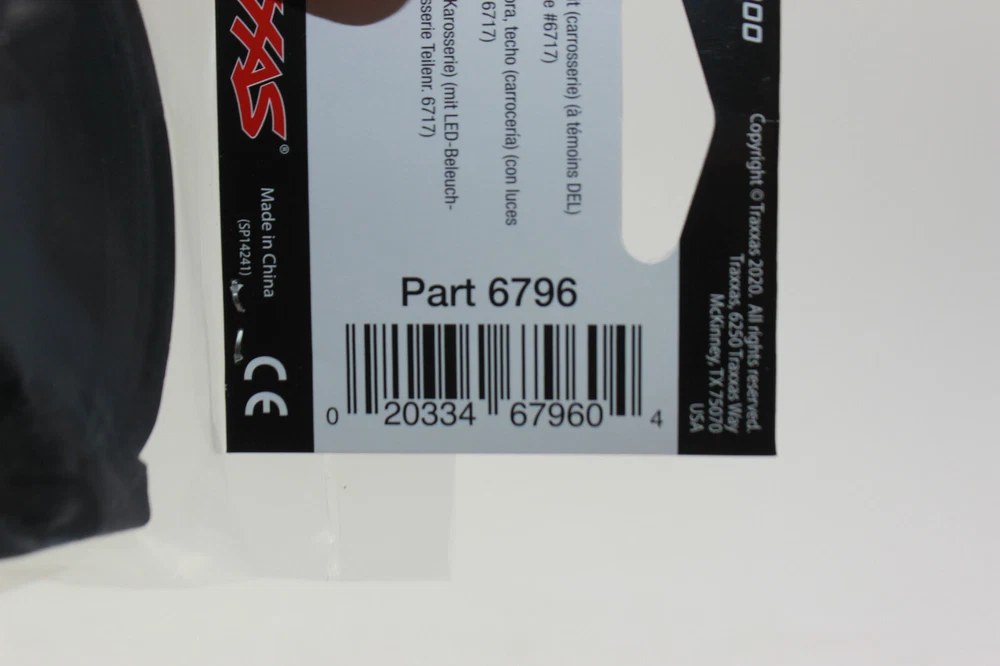 XXAS®
Made in China
(SP14241)
CE
Karosserie) (mit LED-Beleuch-
sserie Teilenr. 6717)
ora, techo (carrocería) (con luces
6717)
it (carrosserie) (à témoins DEL)
e #6717)
Part 6796
0 20334 67960 4
Copyright © Traxxas 2020. All rights reserved.
Traxxas, 6250 Traxxas Way
McKinney, TX 75070
USA